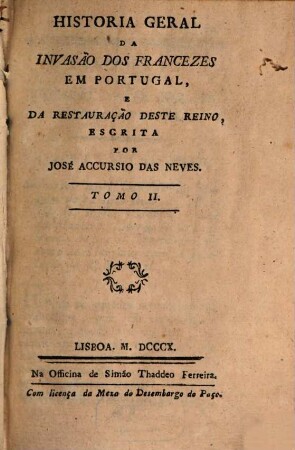 HISTORIA GERAL
DA
INVASÃO DOS FRANCEZES
EM PORTUGAL,
E
DA RESTAURAÇÃO DESTE REINO,
ESCRITA
POR
JOSÉ ACCURSIO DAS NEVES.
TOMO II.
LISBOA. M. DCCCX.
Na Officina de Simão Thaddeo Ferreira.
Com licença da Meza do Desembargo do Paço.